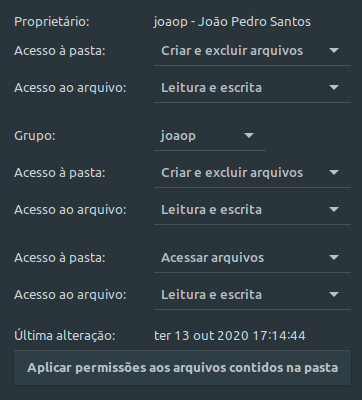 Proprietário: joaop - João Pedro Santos
Acesso à pasta: Criar e excluir arquivos
Acesso ao arquivo: Leitura e escrita
Grupo: joaop
Acesso à pasta: Criar e excluir arquivos
Acesso ao arquivo: Leitura e escrita
Acesso à pasta: Acessar arquivos
Acesso ao arquivo: Leitura e escrita
Última alteração: ter 13 out 2020 17:14:44
Aplicar permissões aos arquivos contidos na pasta